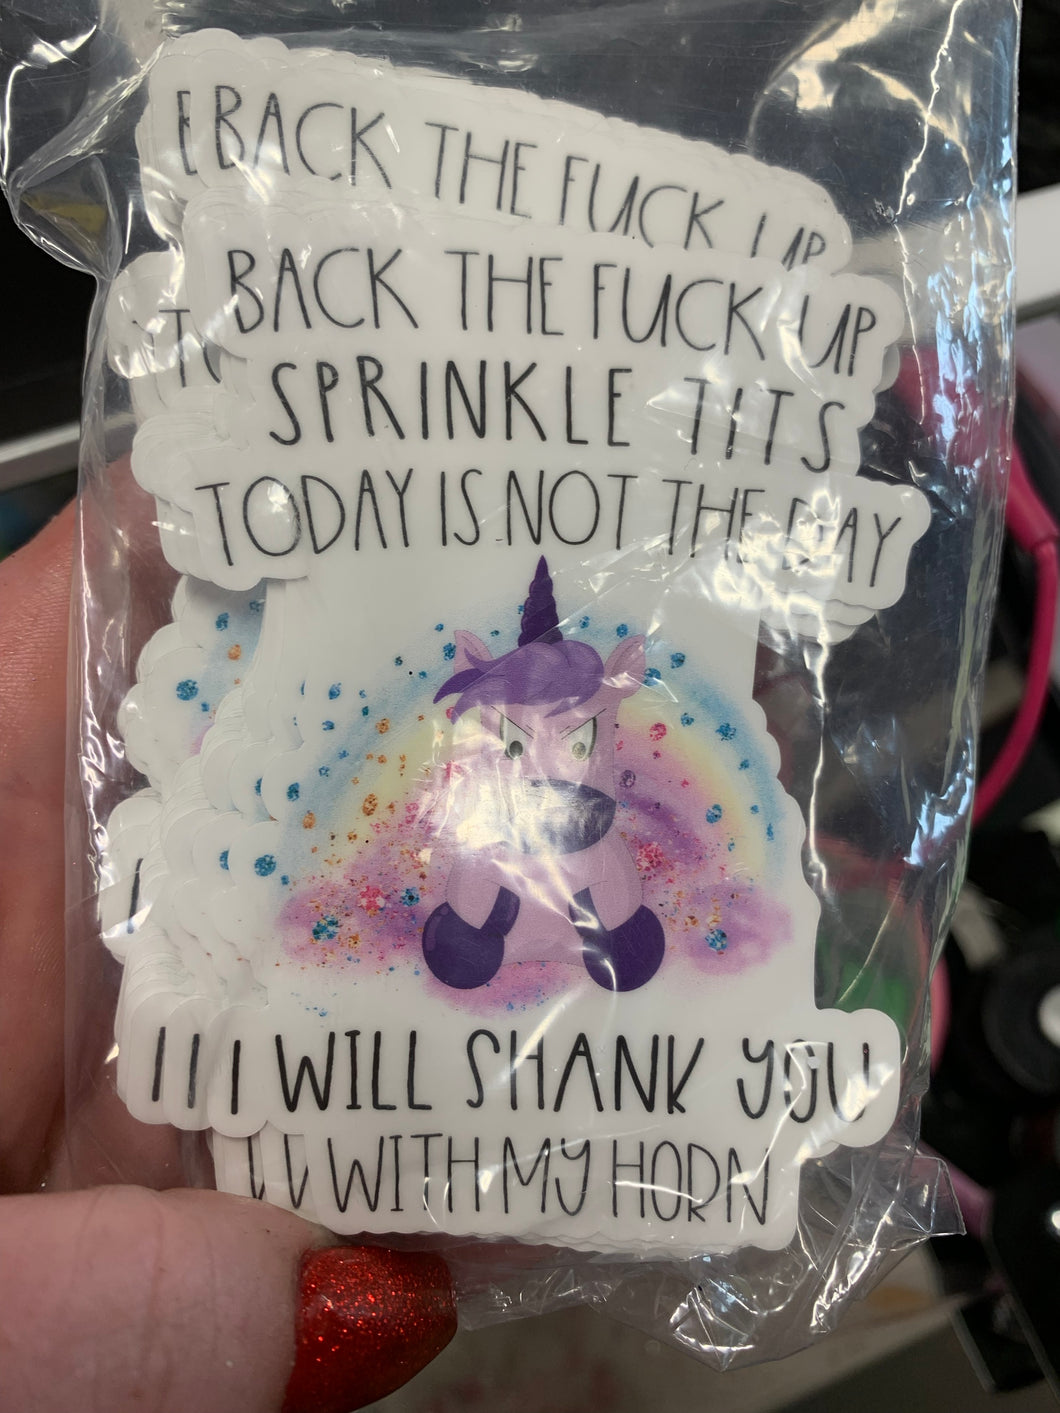 BBACK THE FUCK UP
BACK THE FUCK UP
SPRINKLE TITS
TODAY IS NOT THE DAY
I I I WILL SHANK YOU
WITH MY HORN